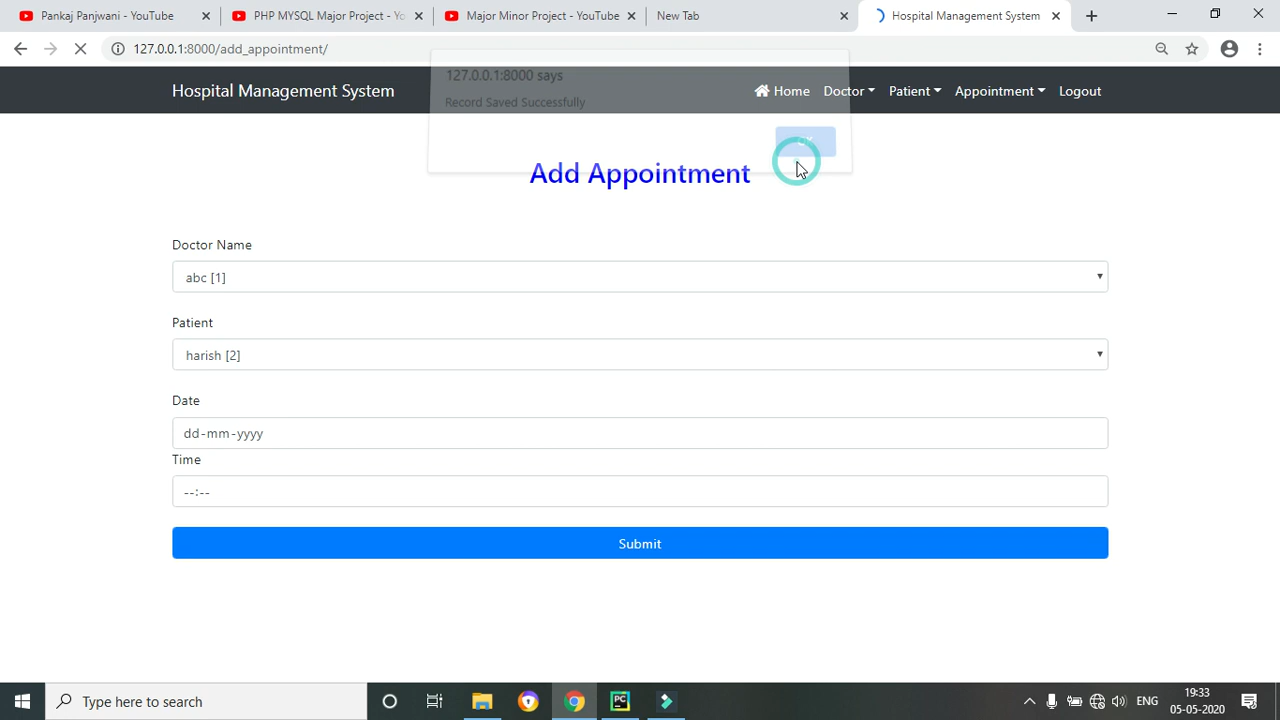 Pankaj Panjwani - YouTube
PHP MYSQL Major Project - Yo
Major Minor Project - YouTube
New Tab
Hospital Management System
127.0.0.1:8000/add_appointment/
127.0.0.1:8000 says
Record Saved Successfully
Hospital Management System
Home
Doctor
Patient
Appointment
Logout
Add Appointment
Doctor Name
abc [1]
Patient
harish [2]
Date
dd-mm-yyyy
Time
--:--
Submit
Type here to search
ENG
19:33
05-05-2020